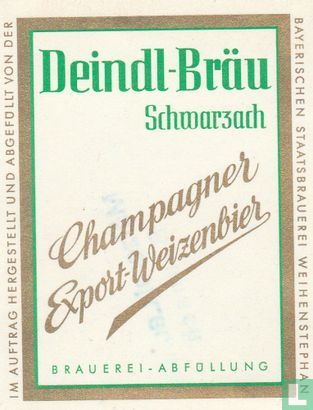 Deindl-Bräu
Schwarzach
Champagner
Export-Weizenbier
BRAUEREI-ABFÜLLUNG
IM AUFTRAG HERGESTELLT UND ABGEFÜLLT VON DER
BAYERISCHEN STAATSBRAUEREI WEIHENSTEPHAN